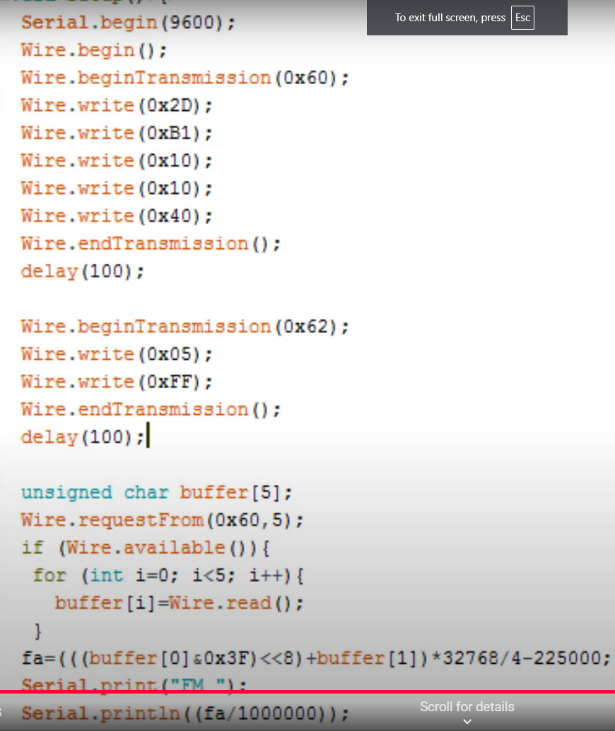 To exit full screen, press Esc
Serial.begin(9600);
Wire.begin();
Wire.beginTransmission(0x60);
Wire.write(0x2D);
Wire.write(0xB1);
Wire.write(0x10);
Wire.write(0x10);
Wire.write(0x40);
Wire.endTransmission();
delay(100);
Wire.beginTransmission(0x62);
Wire.write(0x05);
Wire.write(0xFF);
Wire.endTransmission();
delay(100);
unsigned char buffer[5];
Wire.requestFrom(0x60,5);
if (Wire.available()){
for (int i=0; i<5; i++){
buffer[i]=Wire.read();
}
fa=(((buffer[0]&0x3F)<<8)+buffer[1])*32768/4-225000;
Serial.print("FM ");
Serial.println((fa/1000000));
Scroll for details